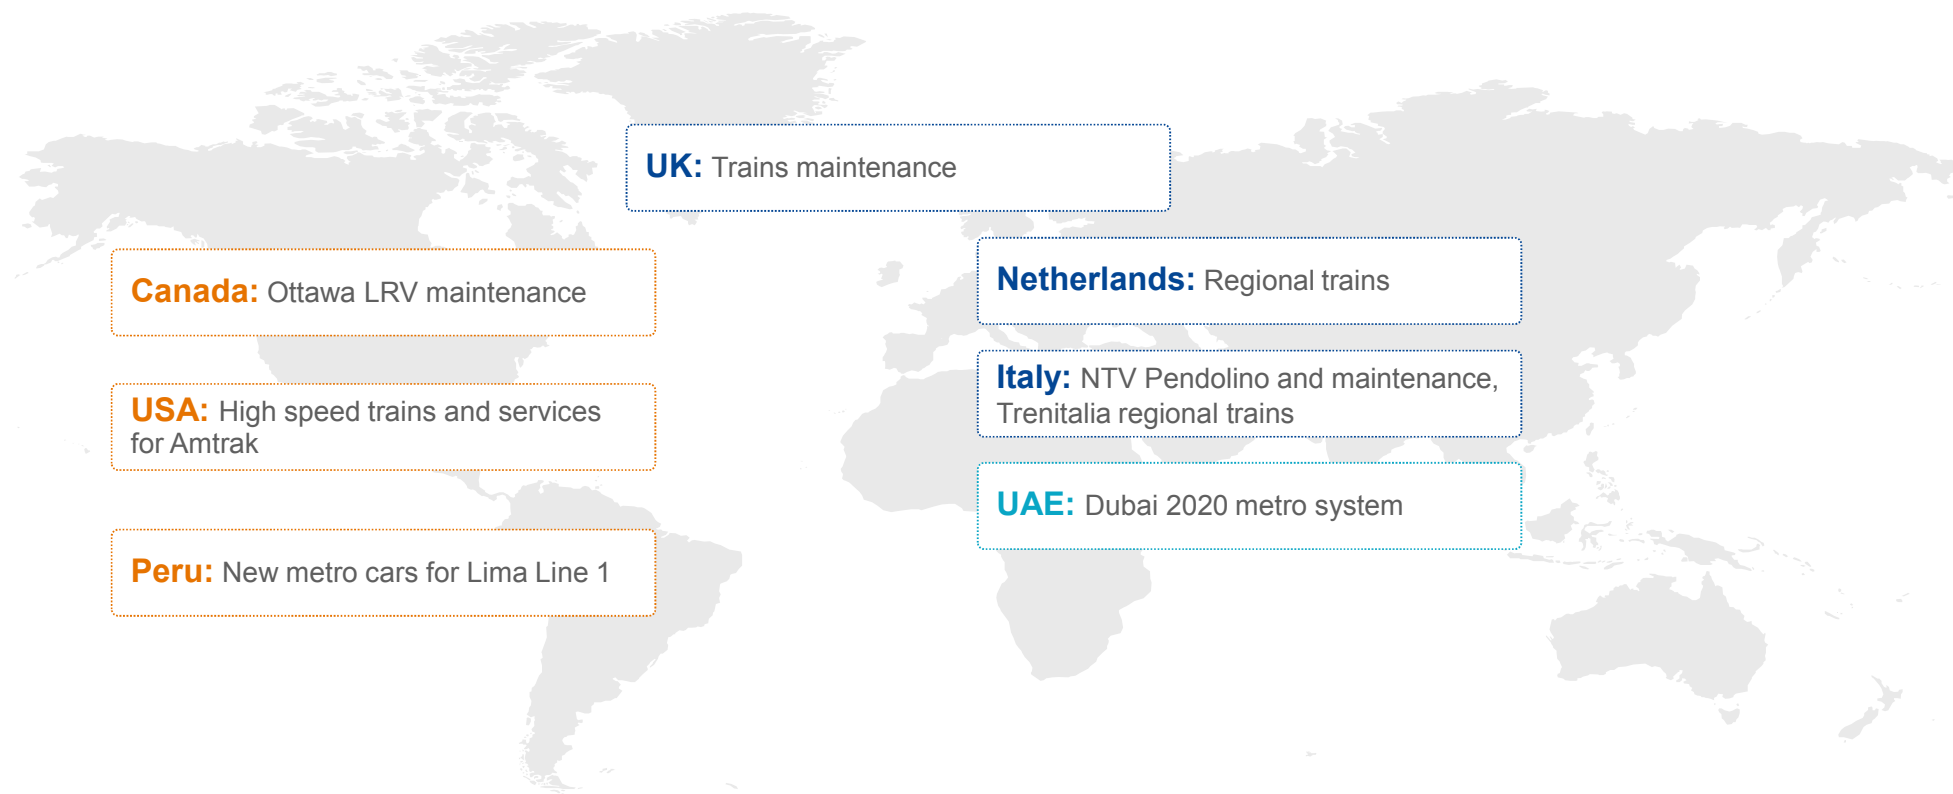 UK: Trains maintenance
Canada: Ottawa LRV maintenance
Netherlands: Regional trains
Italy: NTV Pendolino and maintenance,
Trenitalia regional trains
USA: High speed trains and services
for Amtrak
UAE: Dubai 2020 metro system
Peru: New metro cars for Lima Line 1